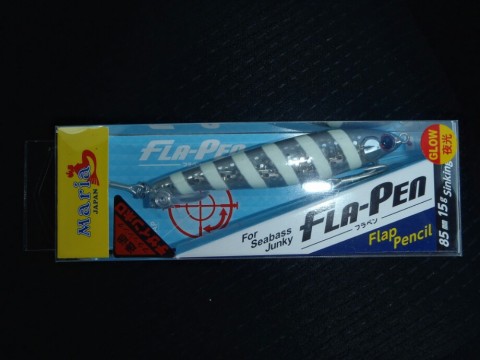 Maria
JAPAN
FLA-PEN
For
Seabass
Junky
FLA-PEN
フラペン
Flap
Pencil
GLOW
夜光
85㎜ 15g Sinking